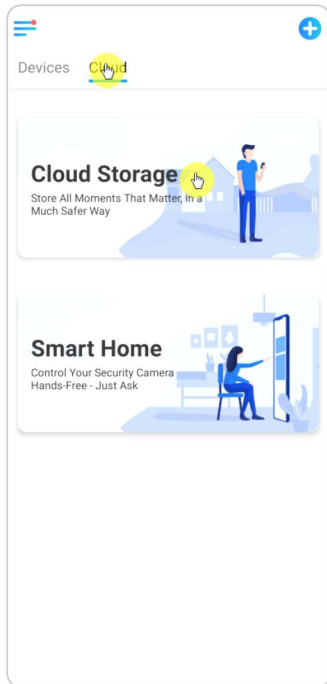 Devices Cloud
Cloud Storage
Store All Moments That Matter, in a
Much Safer Way
Smart Home
Control Your Security Camera
Hands-Free - Just Ask